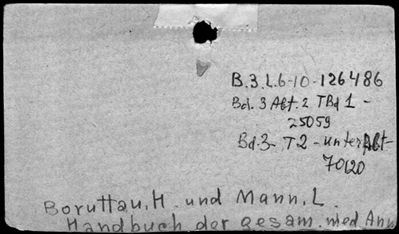 B.3.L.6-10-126486
Bd. 3 Abt. 2 TBd 1 -
25059
Bd.3- T2 - unterAbt-
70120
Boruttau, H. und Mann, L.
Handbuch der gesam. med. Anw